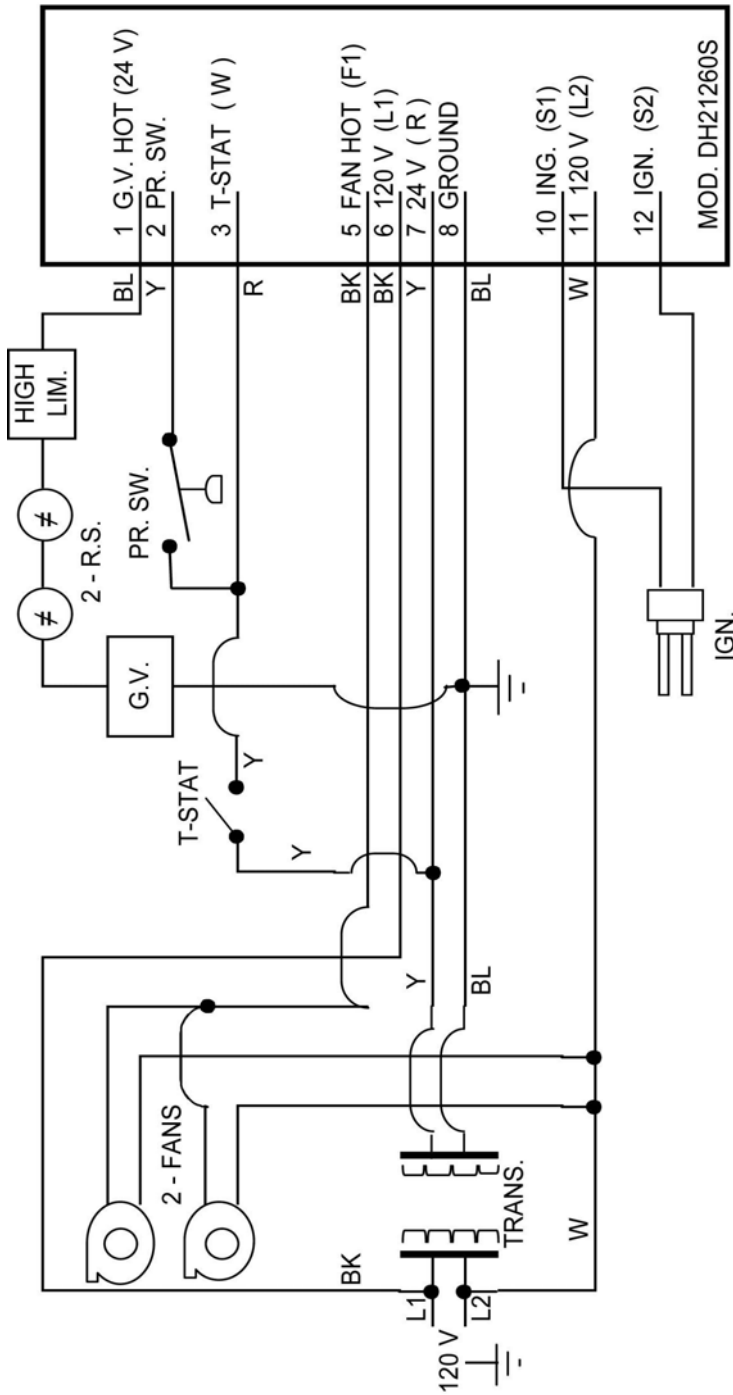 1 G.V. HOT (24 V)
2 PR. SW.
3 T-STAT (W)
5 FAN HOT (F1)
6 120 V (L1)
7 24 V (R)
8 GROUND
10 ING. (S1)
11 120 V (L2)
12 IGN. (S2)
MOD. DH21260S
BL
Y
R
BK
BK
Y
BL
W
HIGH
LIM.
2 - R.S.
PR. SW.
G.V.
T-STAT
Y
Y
Y
BL
IGN.
2 - FANS
BK
TRANS.
W
L1
L2
120 V